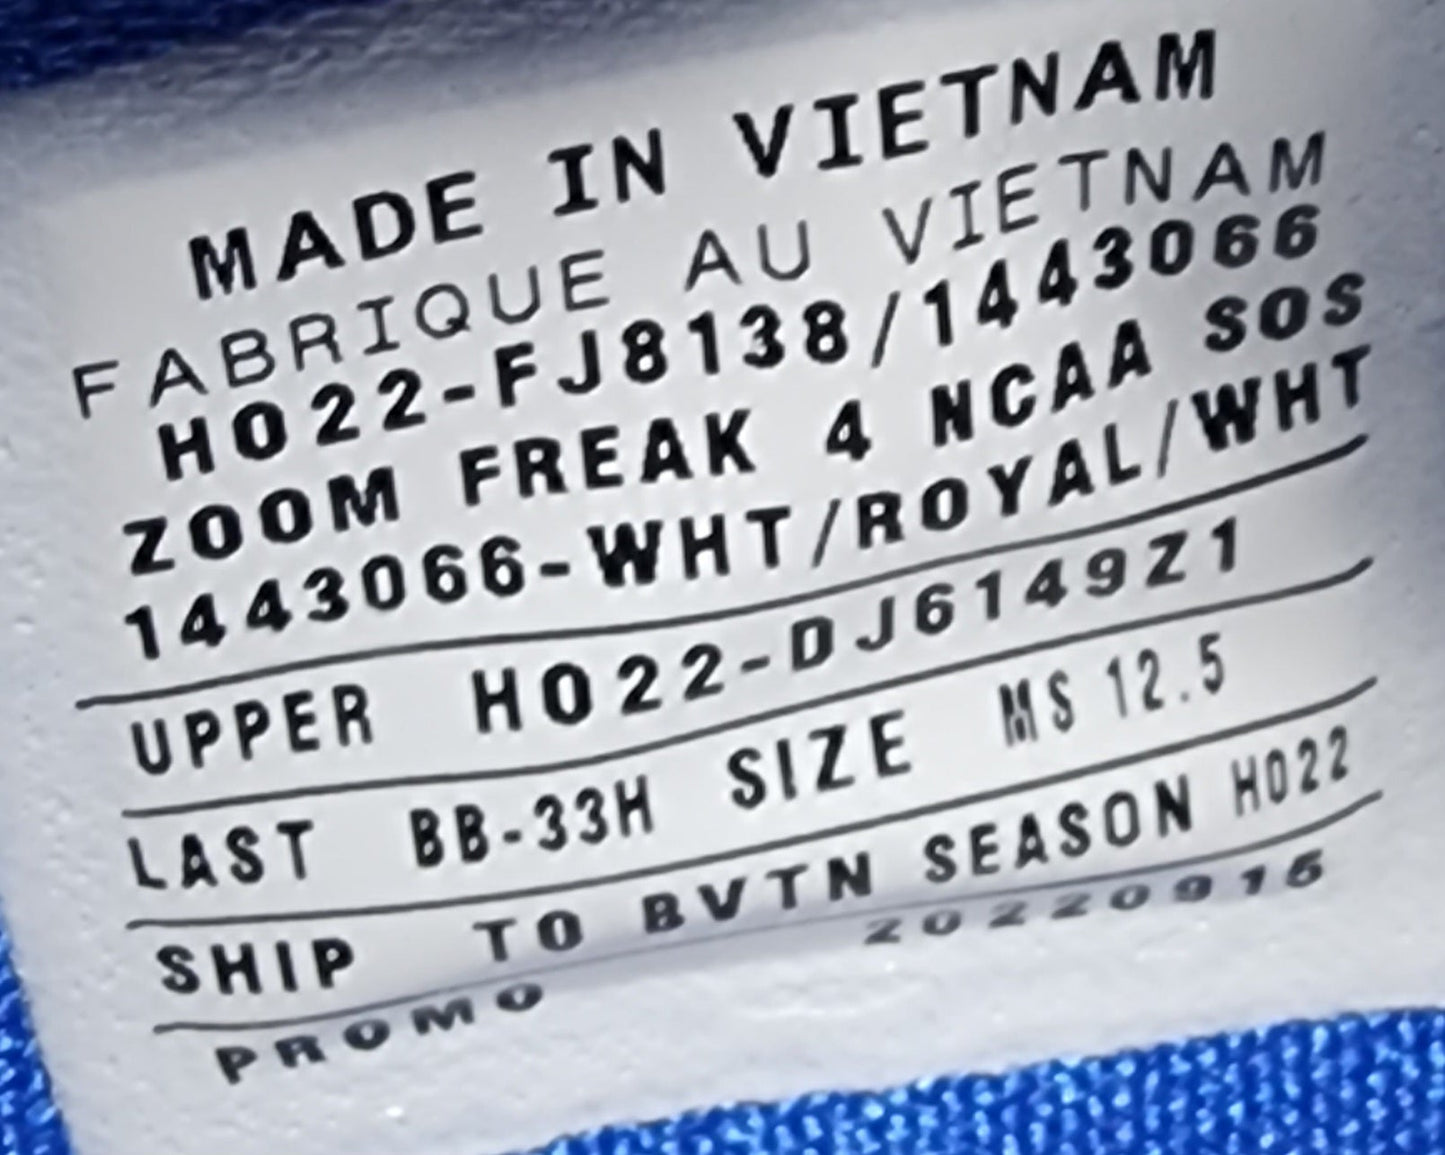 MADE IN VIETNAM
FABRIQUE AU VIETNAM
HO22-FJ8138/1443066
ZOOM FREAK 4 NCAA SOS
1443066-WHT/ROYAL/WHT
UPPER HO22-DJ6149Z1
LAST BB-33H SIZE MS 12.5
SHIP TO BVTN SEASON HO22
PROMO 20220915